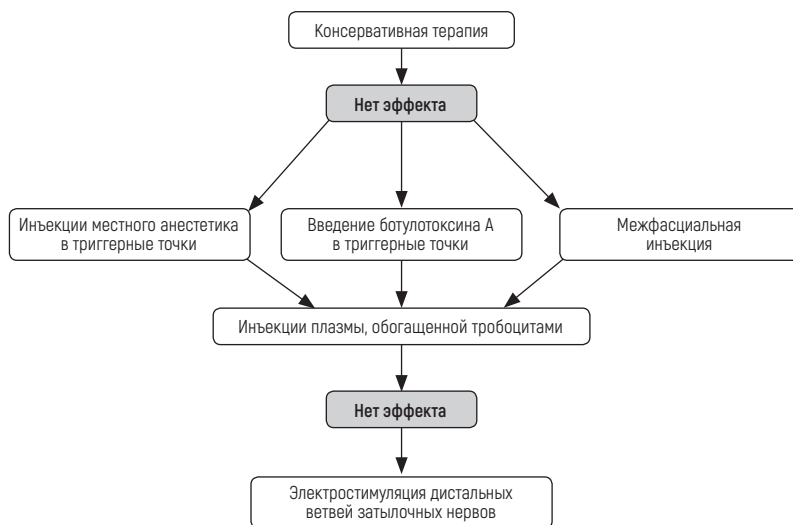 Консервативная терапия
Нет эффекта
Инъекции местного анестетика
в триггерные точки
Введение ботулотоксина А
в триггерные точки
Межфасциальная
инъекция
Инъекции плазмы, обогащенной тробоцитами
Нет эффекта
Электростимуляция дистальных
ветвей затылочных нервов